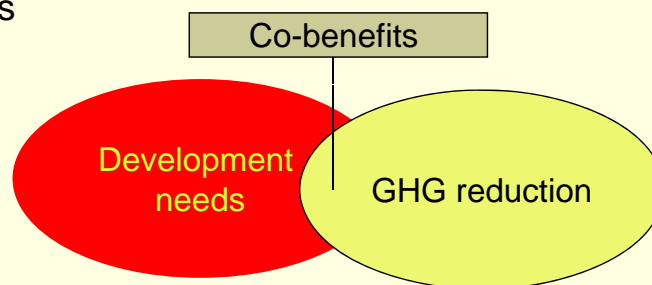 s
Co-benefits
Development
needs
GHG reduction